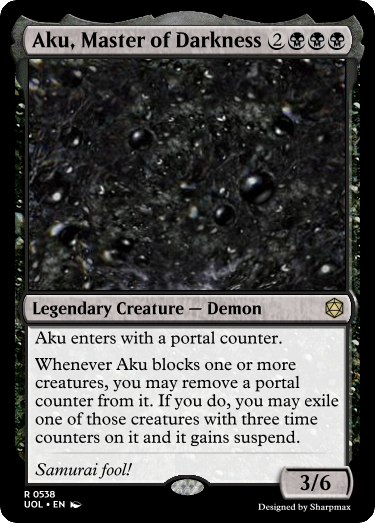 Aku, Master of Darkness 2
Legendary Creature — Demon
Aku enters with a portal counter.
Whenever Aku blocks one or more
creatures, you may remove a portal
counter from it. If you do, you may exile
one of those creatures with three time
counters on it and it gains suspend.
Samurai fool!
3/6
R 0538
UOL • EN
Designed by Sharpmax